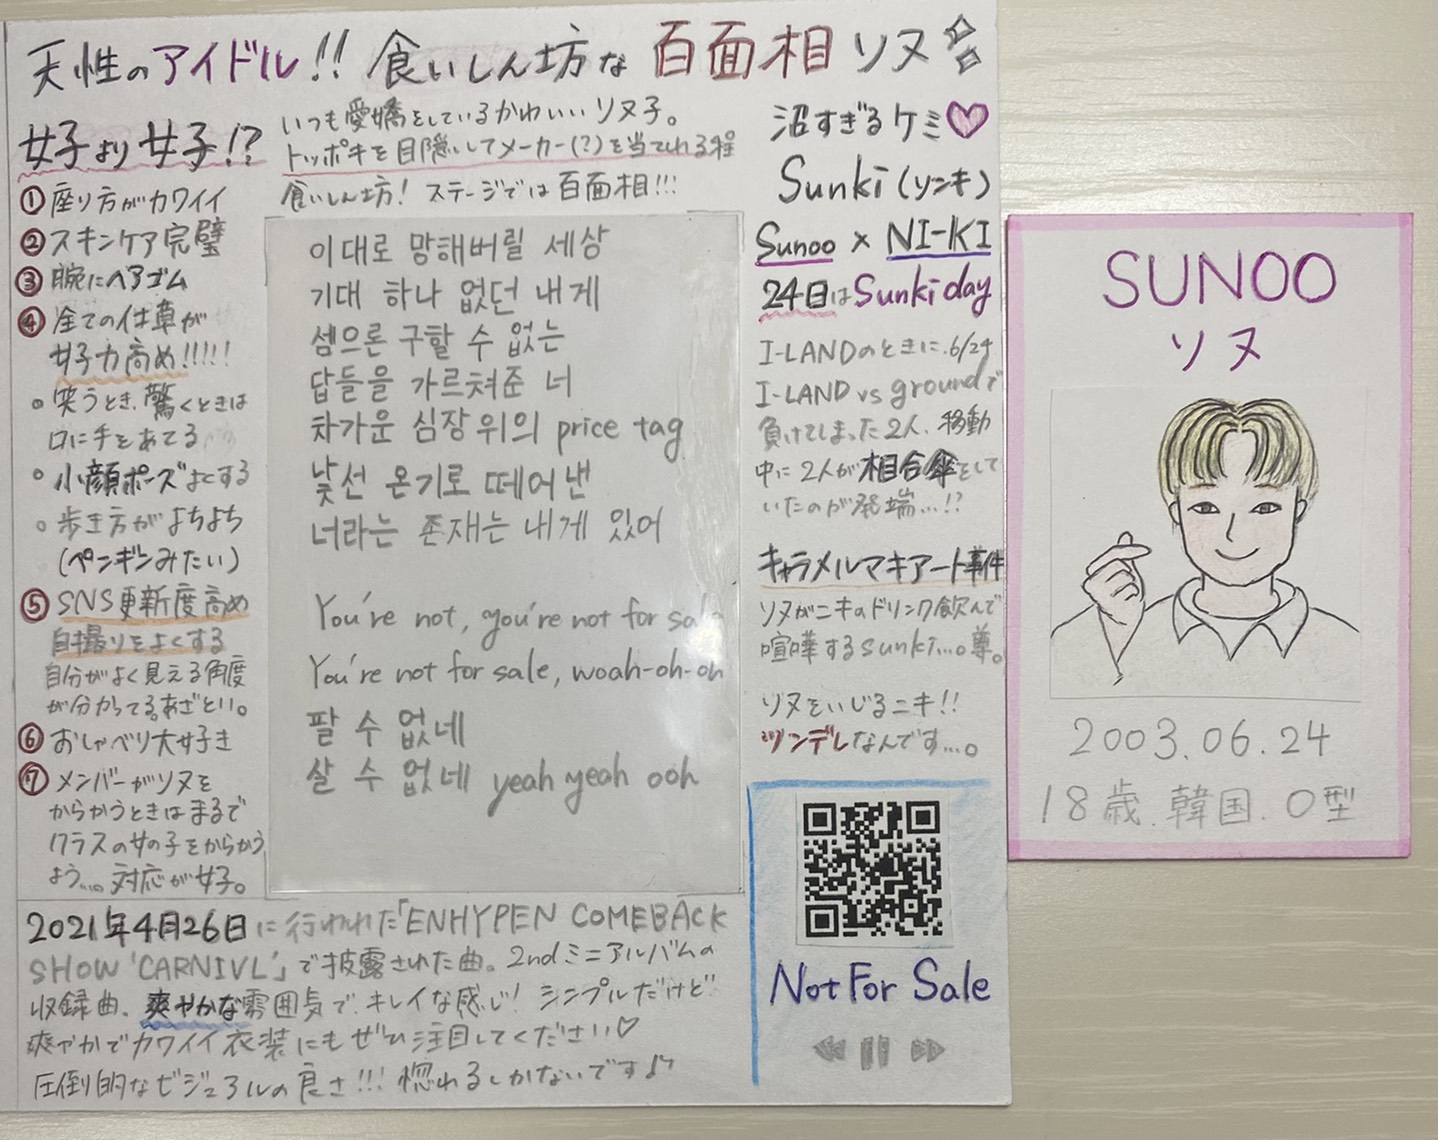 天性のアイドル!! 食いしん坊な 百面相 ソヌ
女子より女子!?
① 座り方がカワイイ
② スキンケア完璧
③ 腕にヘアゴム
④ 全ての仕草が
女子力高め!!!!!
。笑うとき、驚くときは
口に手をあてる
。小顔ポーズよくする
。歩き方がよちよち
(ペンギンみたい)
⑤ SNS更新度高め
自撮りをよくする
自分がよく見える角度
が分かってる。あざとい。
⑥ おしゃべり大好き
⑦ メンバーがソヌを
からかうときはまるで
クラスの女の子をからかう
よう...。対応が女子。
いつも愛嬌をしているかわいいソヌ子。
トッポキを目隠ししてメーカー(?)を当てれる程
食いしん坊! ステージでは百面相!!!
이대로 망해버릴 세상
기대 하나 없던 내게
셈으론 구할 수 없는
답들을 가르쳐준 너
차가운 심장 위의 price tag
낯선 온기로 떼어낸
너라는 존재는 내게 있어
You're not, you're not for sale
You're not for sale, woah-oh-oh
팔 수 없네
살 수 없네 yeah yeah ooh
沼すぎるケミ♡
Sunki (ソンキ)
Sunoo × NI-KI
24日はSunki day
I-LANDのときに.6/24
I-LAND vs groundで
負けてしまった2人、移動
中に2人が相合傘をして
いたのが発端...!?
キャラメルマキアート事件
ソヌがニキのドリンク飲んで
喧嘩するsunki...。尊。
ソヌをいじるニキ!!
ツンデレなんです...。
Not For Sale
SUNOO
ソヌ
2003.06.24
18歳.韓国.O型
2021年4月26日に行われた「ENHYPEN COMEBACK
SHOW 'CARNIVL'」で披露された曲。2ndミニアルバムの
収録曲。爽やかな雰囲気で、キレイな感じ! シンプルだけど
爽やかでカワイイ衣装にもぜひ注目してください♡
圧倒的なビジュアルの良さ!!! 惚れるしかないです♪